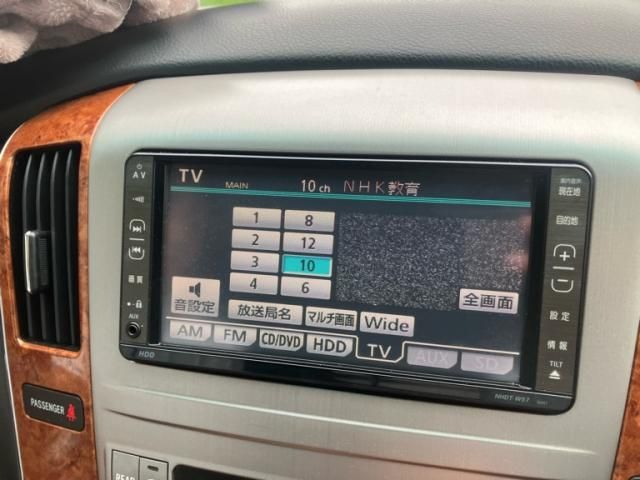 AV
TV MAIN 10 ch NHK教育
1 8
2 12
3 10
4 6
音設定
放送局名 マルチ画面 Wide
全画面
AM FM CD/DVD HDD TV AUX SD
画質
AUX
HDD
現在地
目的地
設定
情報
TILT
NHDT-W57
PASSENGER
REAR